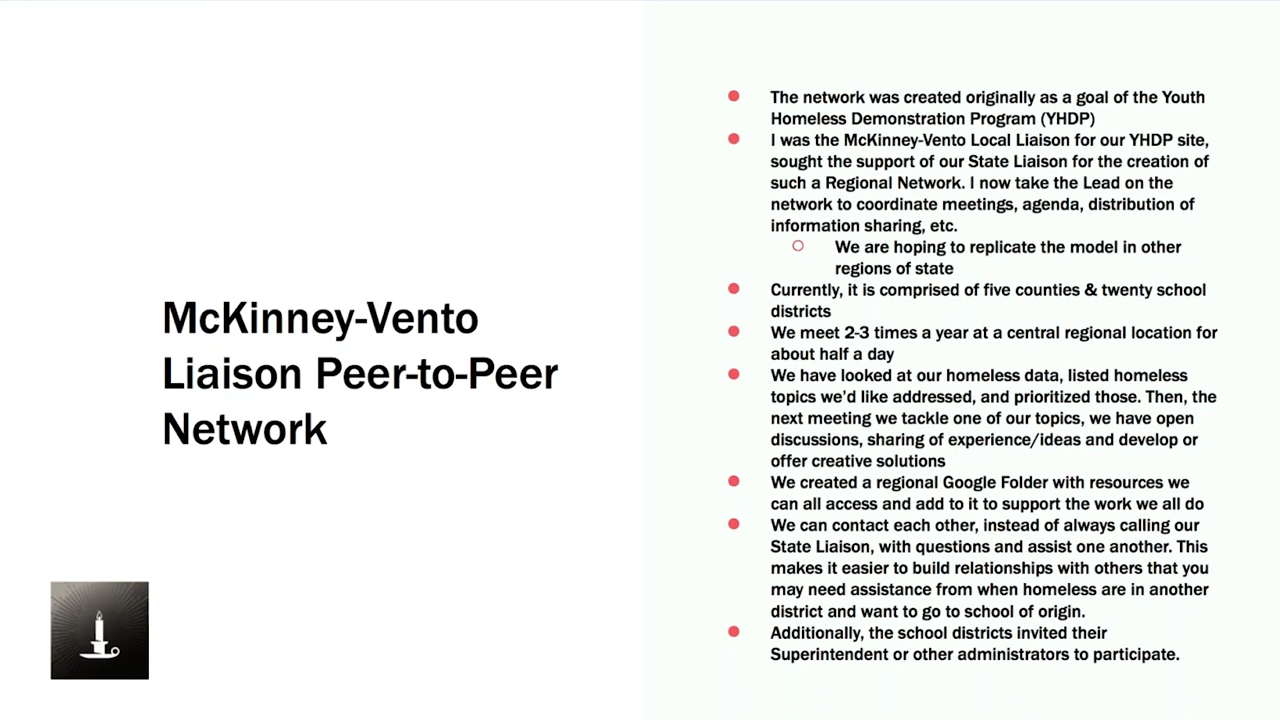 McKinney-Vento
Liaison Peer-to-Peer
Network
The network was created originally as a goal of the Youth
Homeless Demonstration Program (YHDP)
I was the McKinney-Vento Local Liaison for our YHDP site,
sought the support of our State Liaison for the creation of
such a Regional Network. I now take the Lead on the
network to coordinate meetings, agenda, distribution of
information sharing, etc.
We are hoping to replicate the model in other
regions of state
Currently, it is comprised of five counties & twenty school
districts
We meet 2-3 times a year at a central regional location for
about half a day
We have looked at our homeless data, listed homeless
topics we’d like addressed, and prioritized those. Then, the
next meeting we tackle one of our topics, we have open
discussions, sharing of experience/ideas and develop or
offer creative solutions
We created a regional Google Folder with resources we
can all access and add to it to support the work we all do
We can contact each other, instead of always calling our
State Liaison, with questions and assist one another. This
makes it easier to build relationships with others that you
may need assistance from when homeless are in another
district and want to go to school of origin.
Additionally, the school districts invited their
Superintendent or other administrators to participate.